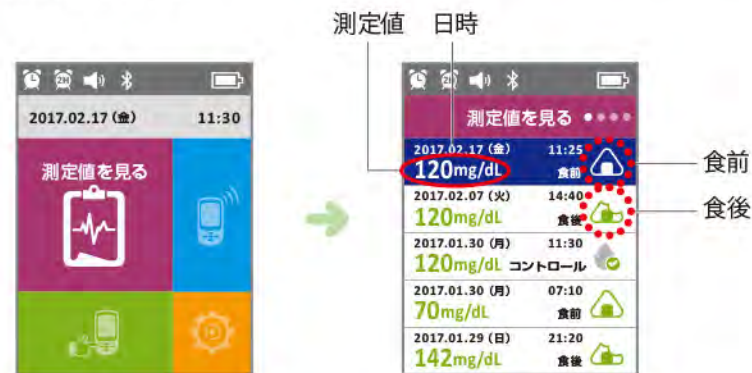 測定値 日時
2H
2017.02.17 (金) 11:30
測定値を見る
2H
測定値を見る
2017.02.17 (金) 11:25
120mg/dL 食前
2017.02.07 (火) 14:40
120mg/dL 食後
2017.01.30 (月) 11:30
120mg/dL コントロール
2017.01.30 (月) 07:10
70mg/dL 食前
2017.01.29 (日) 21:20
142mg/dL 食後
食前
食後